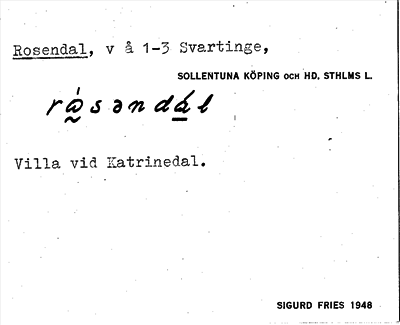 Rosendal, v å 1-3 Svartinge,
SOLLENTUNA KÖPING OCH HD, STHLMS L.
Villa vid Katrinedal.
SIGURD FRIES 1948